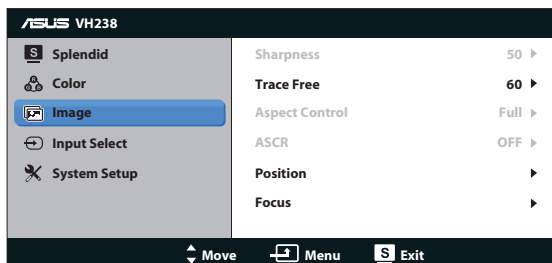 ASUS VH238
S Splendid
Color
Image
Input Select
System Setup
Sharpness 50
Trace Free 60
Aspect Control Full
ASCR OFF
Position
Focus
Move Menu S Exit